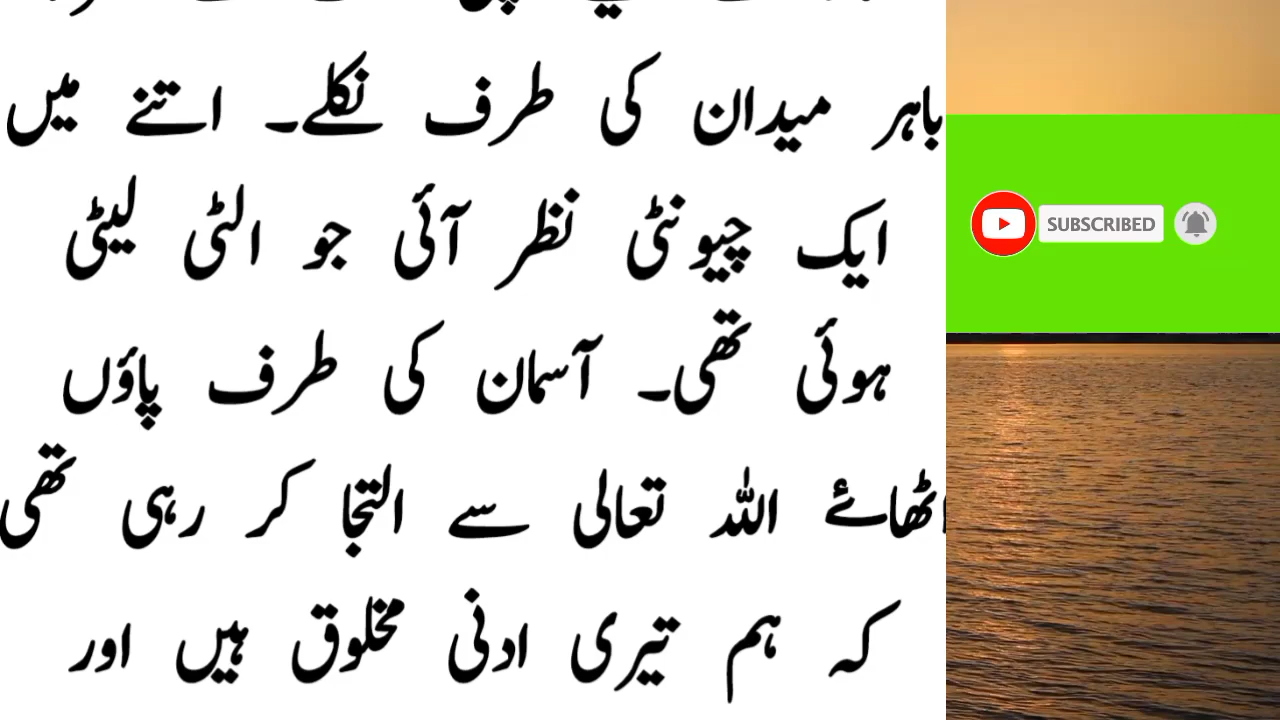 باہر میدان کی طرف نکلے۔ اتنے میں
ایک چیونٹی نظر آئی جو الٹی لیٹی
ہوئی تھی۔ آسمان کی طرف پاؤں
اٹھائے اللہ تعالی سے التجا کر رہی تھی
کہ ہم تیری ادنی مخلوق ہیں اور
SUBSCRIBED